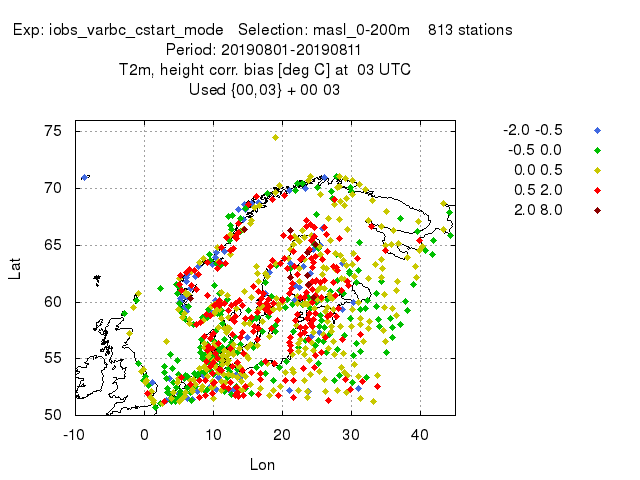 Exp: iobs_varbc_cstart_mode   Selection: masl_0-200m    813 stations
Period: 20190801-20190811
T2m, height corr. bias [deg C] at  03 UTC
Used {00,03} + 00 03
-2.0 -0.5
-0.5 0.0
0.0 0.5
0.5 2.0
2.0 8.0
75
70
65
60
55
50
Lat
-10 0 10 20 30 40
Lon